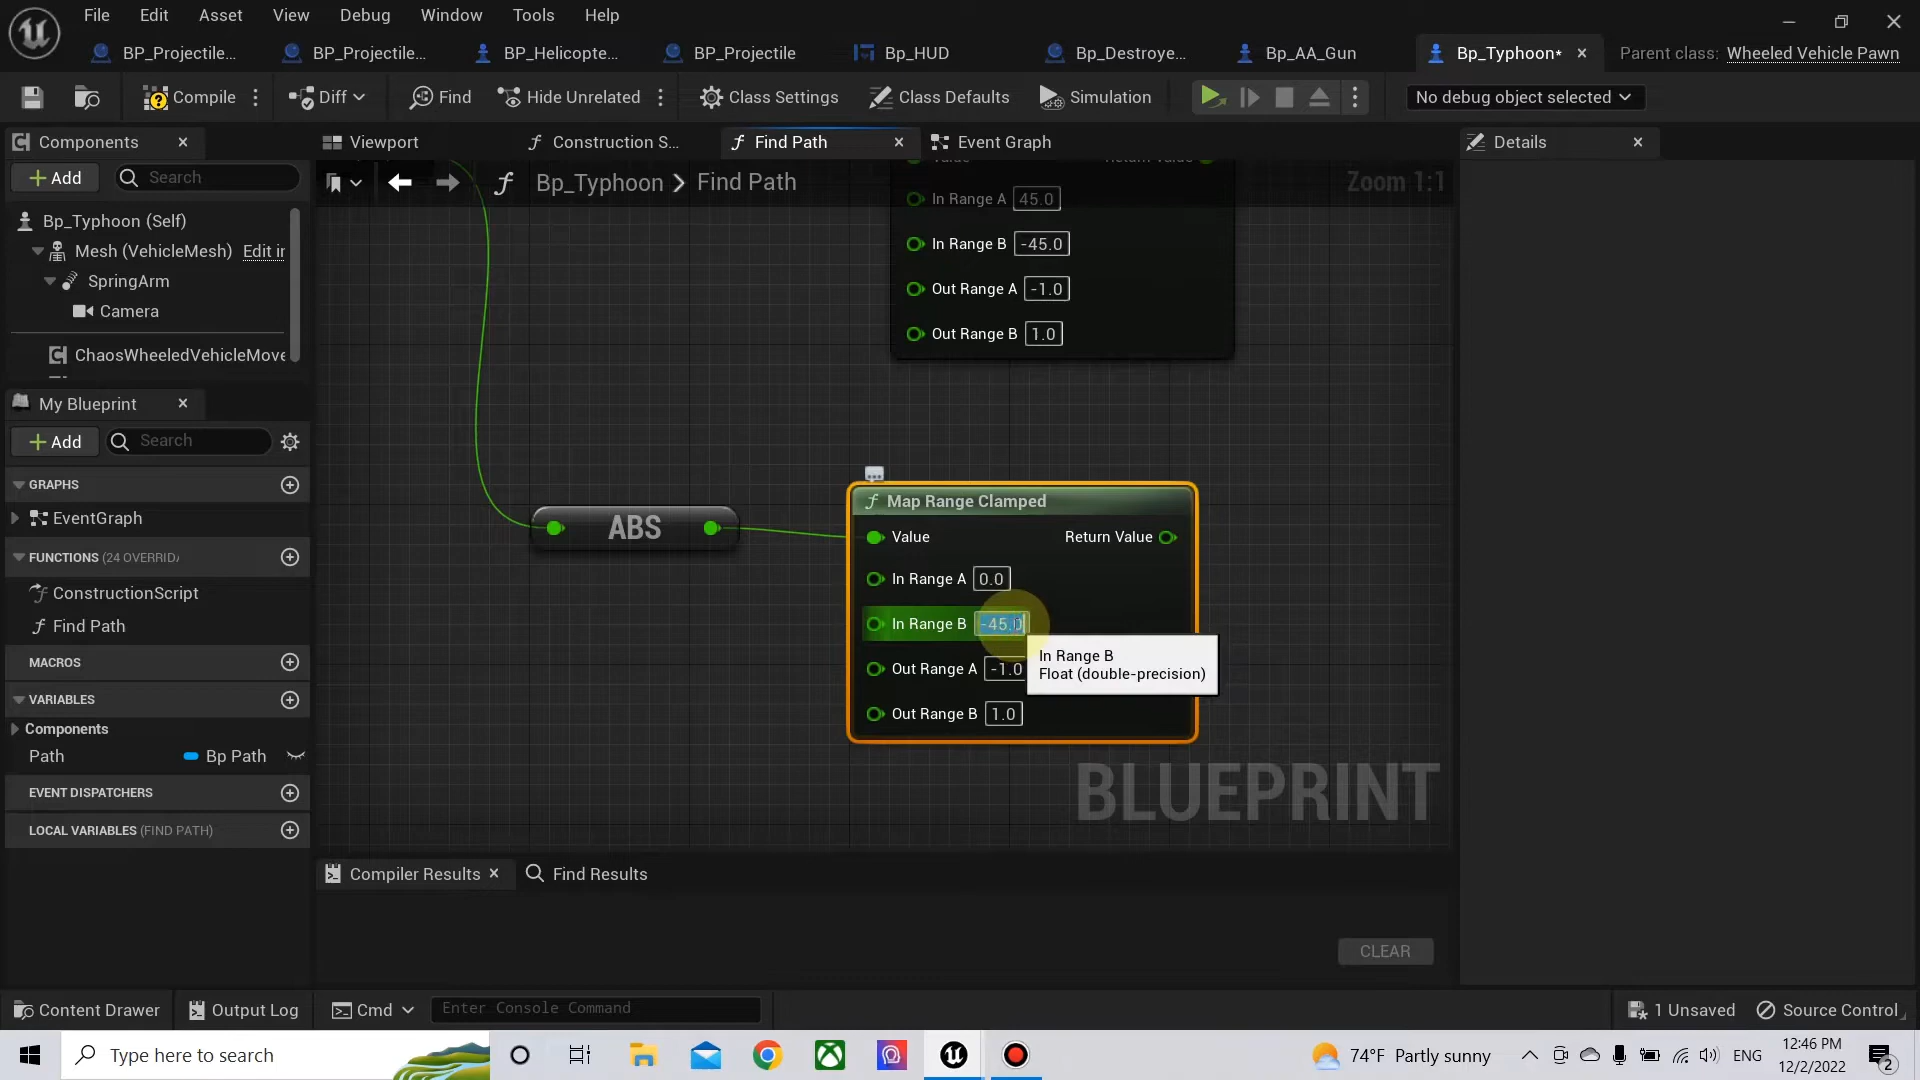 File Edit Asset View Debug Window Tools Help
BP_Projectile... BP_Projectile... BP_Helicopte... BP_Projectile Bp_HUD Bp_Destroye... Bp_AA_Gun Bp_Typhoon* Parent class: Wheeled Vehicle Pawn
Compile Diff Find Hide Unrelated Class Settings Class Defaults Simulation No debug object selected
Components Viewport Construction S... Find Path Event Graph Details
Add Search Bp_Typhoon > Find Path Zoom 1:1
Value Return Value
In Range A 45.0
In Range B -45.0
Out Range A -1.0
Out Range B 1.0
Bp_Typhoon (Self)
Mesh (VehicleMesh) Edit in
SpringArm
Camera
ChaosWheeledVehicleMove
My Blueprint
Add Search
GRAPHS
EventGraph
FUNCTIONS (24 OVERRID
ConstructionScript
Find Path
MACROS
VARIABLES
Components
Path Bp Path
EVENT DISPATCHERS
LOCAL VARIABLES (FIND PATH)
ABS
Map Range Clamped
Value Return Value
In Range A 0.0
In Range B -45.0
Out Range A -1.0
Out Range B 1.0
In Range B
Float (double-precision)
BLUEPRINT
Compiler Results Find Results
CLEAR
Content Drawer Output Log Cmd Enter Console Command 1 Unsaved Source Control
Type here to search 74°F Partly sunny ENG 12:46 PM
12/2/2022 2